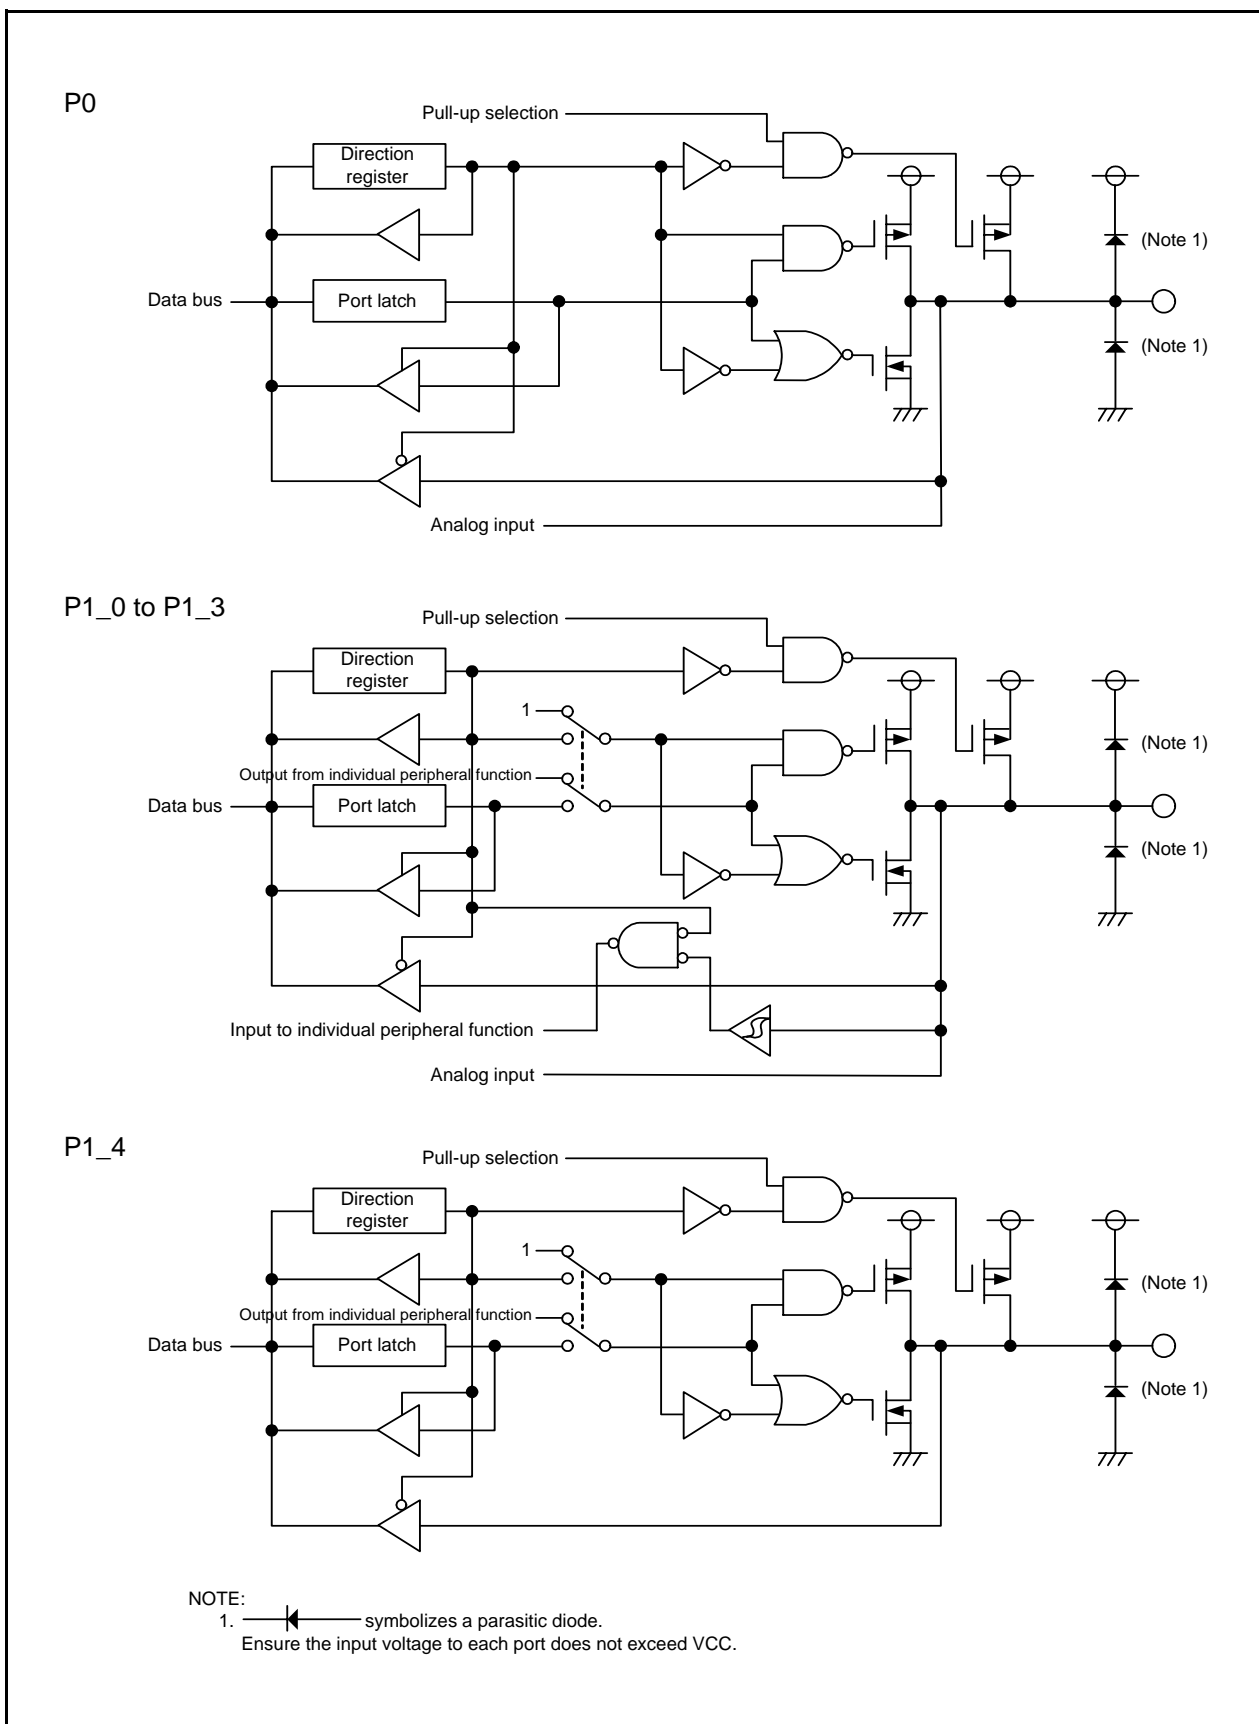 P0
Pull-up selection
Direction
register
(Note 1)
Data bus
Port latch
(Note 1)
Analog input
P1_0 to P1_3
Pull-up selection
Direction
register
1
(Note 1)
Output from individual peripheral function
Data bus
Port latch
(Note 1)
Input to individual peripheral function
Analog input
P1_4
Pull-up selection
Direction
register
1
(Note 1)
Output from individual peripheral function
Data bus
Port latch
(Note 1)
NOTE:
1. symbolizes a parasitic diode.
Ensure the input voltage to each port does not exceed VCC.